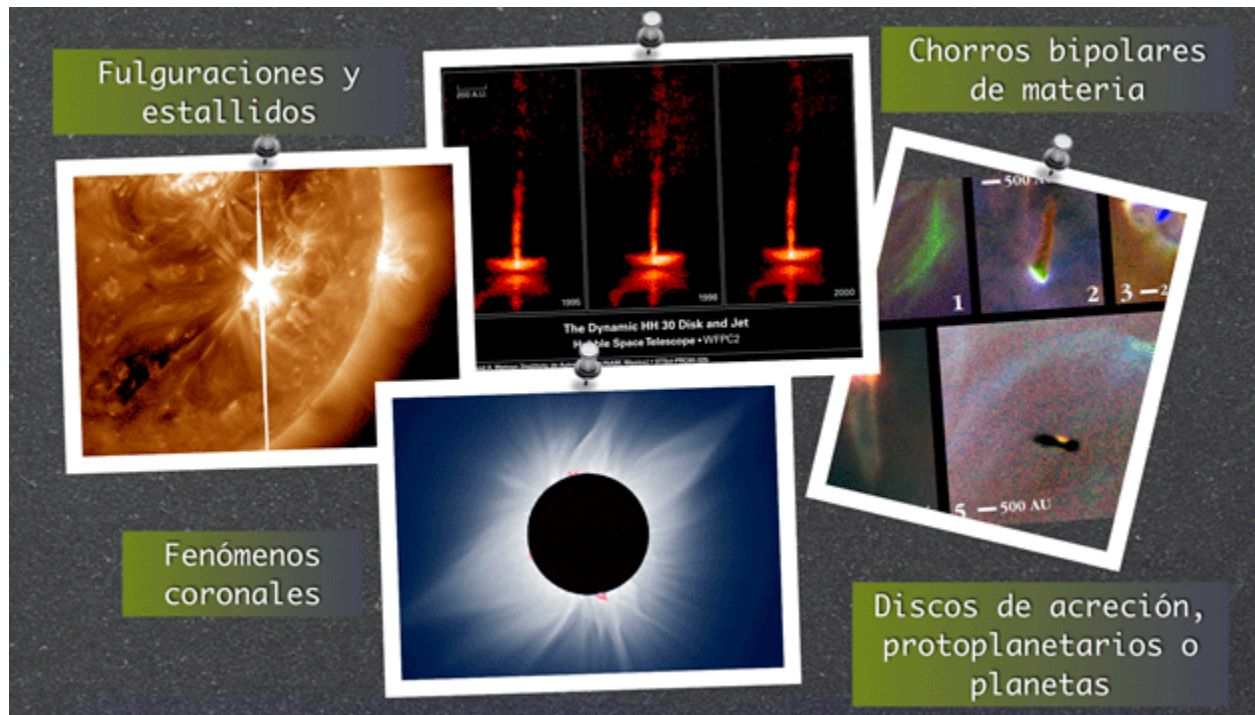 Fulguraciones y
estallidos
200 A.U.
1995
1998
2000
The Dynamic HH 30 Disk and Jet
Hubble Space Telescope • WFPC2
Chorros bipolares
de materia
500
1
2
3
5
500 AU
Fenómenos
coronales
Discos de acreción,
protoplanetarios o
planetas